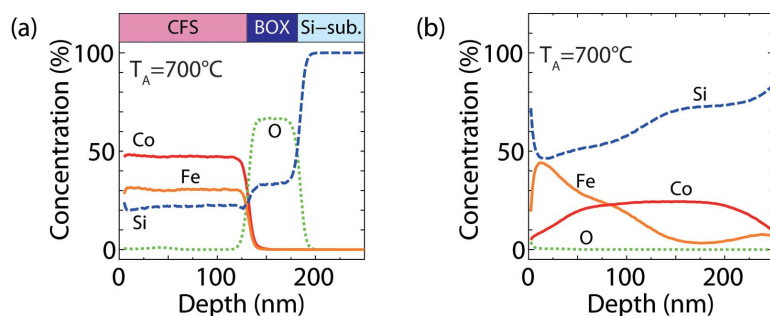 (a)
CFS BOX Si-sub.
Concentration (%)
100
50
0
T_A=700°C
Co
Fe
Si
O
0 100 200
Depth (nm)
(b)
Concentration (%)
100
50
0
T_A=700°C
Si
Fe
Co
O
0 100 200
Depth (nm)